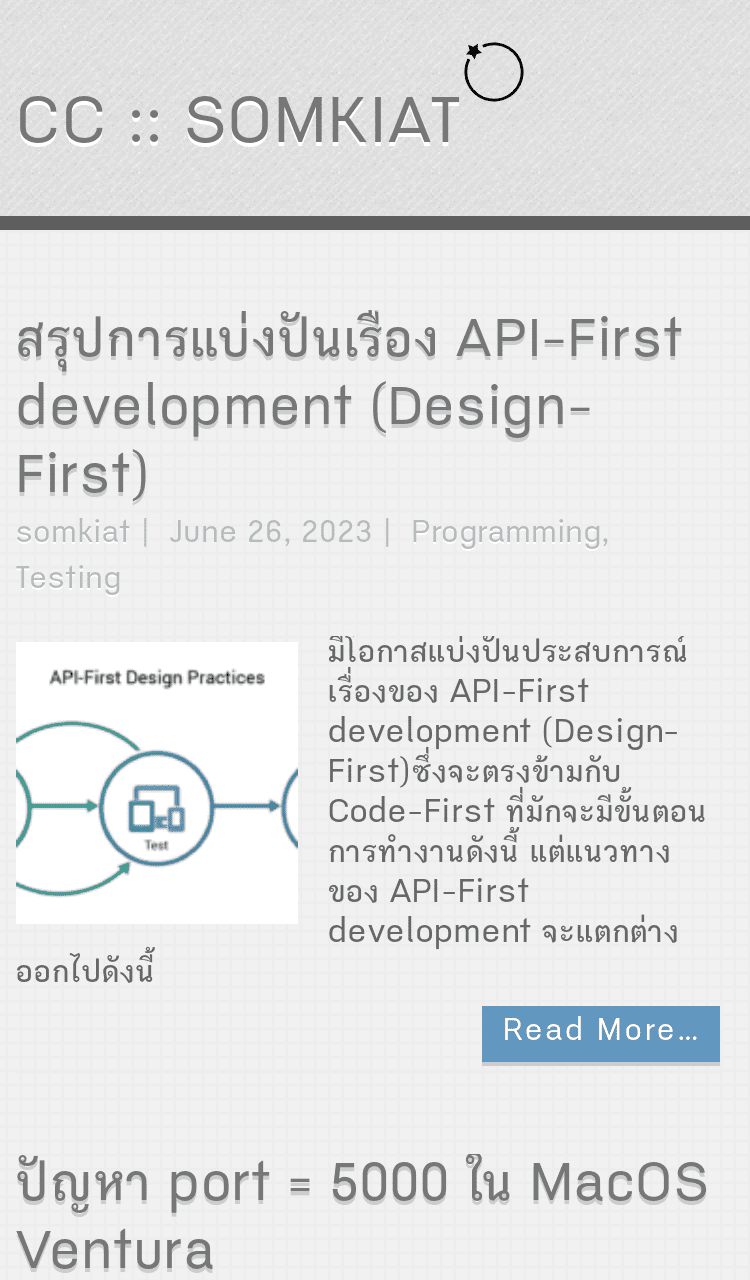 CC :: SOMKIAT
สรุปการแบ่งปันเรื่อง API-First
development (Design-
First)
somkiat | June 26, 2023 | Programming,
Testing
API-First Design Practices
Test
มีโอกาสแบ่งปันประสบการณ์
เรื่องของ API-First
development (Design-
First)ซึ่งจะตรงข้ามกับ
Code-First ที่มักจะมีขั้นตอน
การทำงานดังนี้ แต่แนวทาง
ของ API-First
development จะแตกต่าง
ออกไปดังนี้
Read More…
ปัญหา port = 5000 ใน MacOS
Ventura